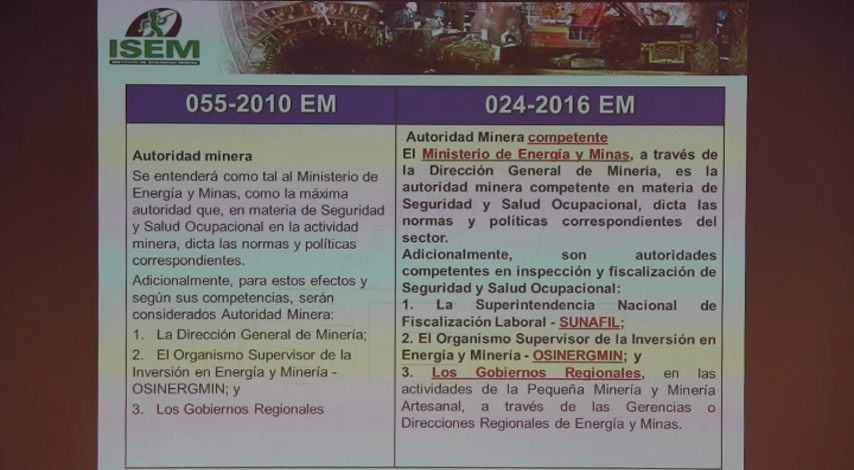 ISEM
INSTITUTO DE SEGURIDAD MINERA
055-2010 EM
Autoridad minera
Se entenderá como tal al Ministerio de
Energía y Minas, como la máxima
autoridad que, en materia de Seguridad
y Salud Ocupacional en la actividad
minera, dicta las normas y políticas
correspondientes.
Adicionalmente, para estos efectos y
según sus competencias, serán
considerados Autoridad Minera:
1. La Dirección General de Minería;
2. El Organismo Supervisor de la
Inversión en Energía y Minería -
OSINERGMIN; y
3. Los Gobiernos Regionales
024-2016 EM
Autoridad Minera competente
El Ministerio de Energía y Minas, a través de
la Dirección General de Minería, es la
autoridad minera competente en materia de
Seguridad y Salud Ocupacional, dicta las
normas y políticas correspondientes del
sector.
Adicionalmente, son autoridades
competentes en inspección y fiscalización de
Seguridad y Salud Ocupacional:
1. La Superintendencia Nacional de
Fiscalización Laboral - SUNAFIL;
2. El Organismo Supervisor de la Inversión en
Energía y Minería - OSINERGMIN; y
3. Los Gobiernos Regionales, en las
actividades de la Pequeña Minería y Minería
Artesanal, a través de las Gerencias o
Direcciones Regionales de Energía y Minas.